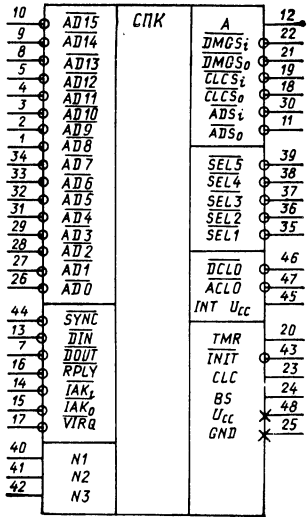 СПК
10 AD15
9 AD14
8 AD13
5 AD12
4 AD11
3 AD10
2 AD9
1 AD8
34 AD7
33 AD6
32 AD5
31 AD4
29 AD3
28 AD2
27 AD1
26 AD0
44 SYNC
13 DIN
7 DOUT
16 RPLY
14 IAKi
15 IAKo
17 VIRQ
40 N1
41 N2
42 N3
A 12
DMGSi 22
DMGSo 21
CLCSi 19
CLCSo 18
ADSi 30
ADSo 11
SEL5 39
SEL4 38
SEL3 37
SEL2 36
SEL1 35
DCLO 46
ACLO 47
INT Ucc 45
TMR 20
INIT 43
CLC 23
BS 24
Ucc 48
GND 25